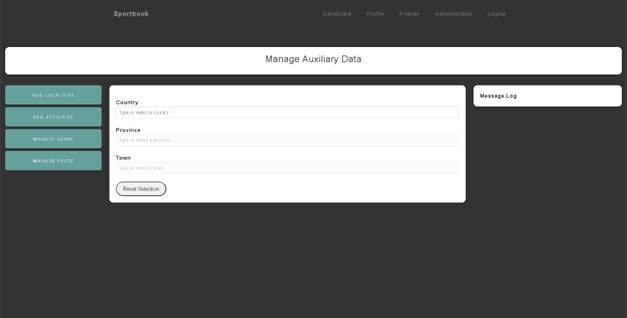 Sportbook
Dashboard Profile Friends Administrative Logout
Manage Auxiliary Data
ADD LOCALITIES
ADD ACTIVITIES
MANAGE USERS
MANAGE POSTS
Country
Type or select a country
Province
Type or select a province
Town
Type or select a town
Reset Selection
Message Log